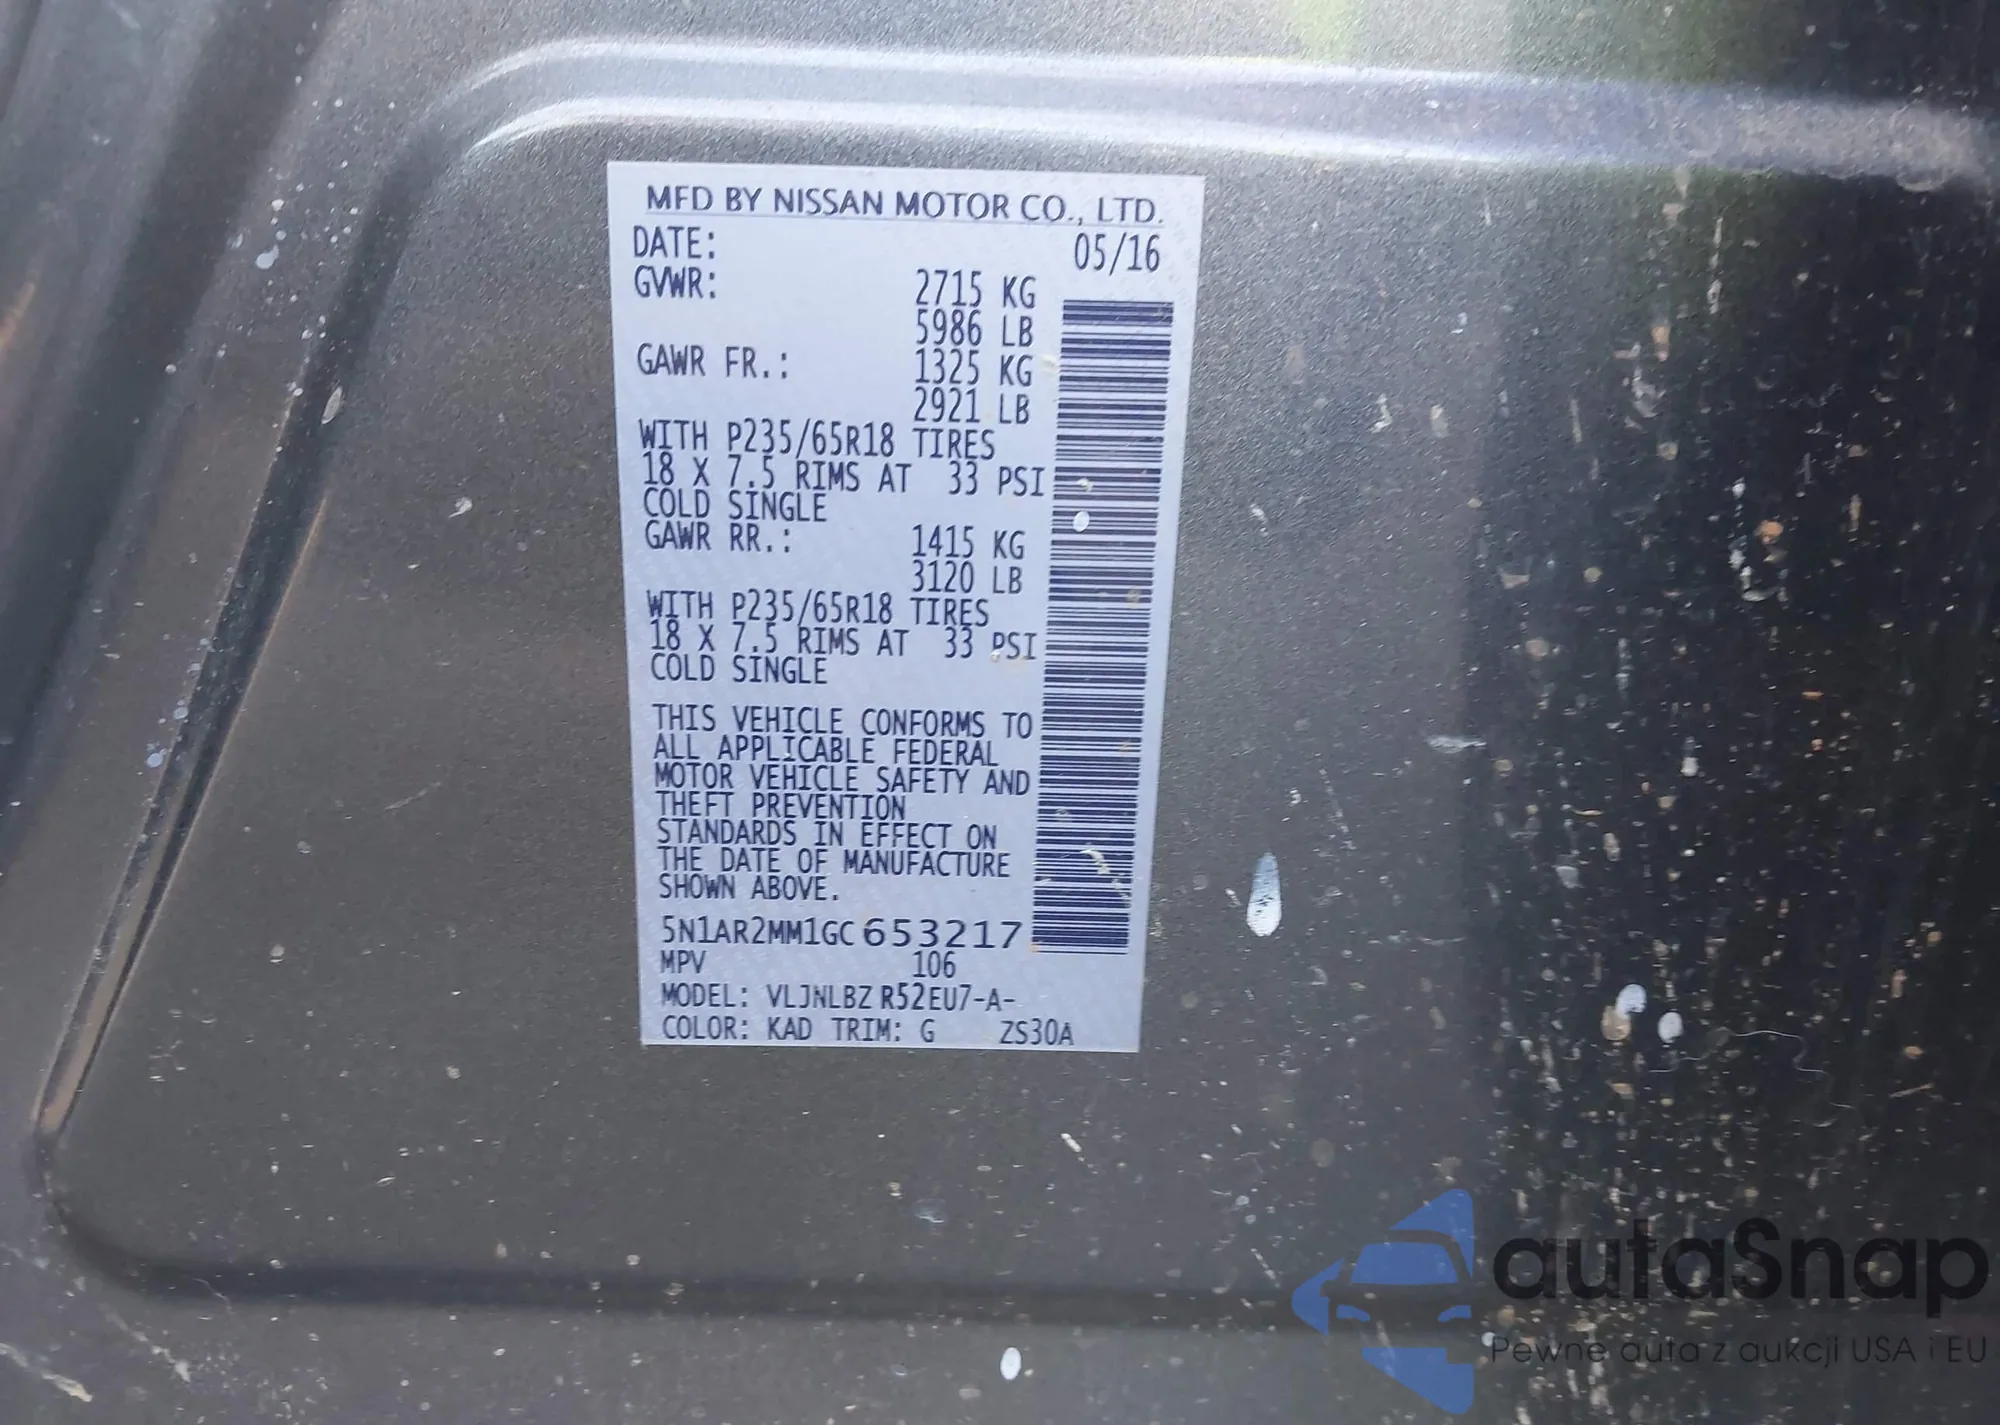 MFD BY NISSAN MOTOR CO., LTD.
DATE: 05/16
GVWR: 2715 KG
5986 LB
GAWR FR.: 1325 KG
2921 LB
WITH P235/65R18 TIRES
18 X 7.5 RIMS AT 33 PSI
COLD SINGLE
GAWR RR.: 1415 KG
3120 LB
WITH P235/65R18 TIRES
18 X 7.5 RIMS AT 33 PSI
COLD SINGLE
THIS VEHICLE CONFORMS TO
ALL APPLICABLE FEDERAL
MOTOR VEHICLE SAFETY AND
THEFT PREVENTION
STANDARDS IN EFFECT ON
THE DATE OF MANUFACTURE
SHOWN ABOVE.
5N1AR2MM1GC653217
MPV 106
MODEL: VLJNLBZ R52EU7-A-
COLOR: KAD TRIM: G ZS30A
autaSnap
Pewne auta z aukcji USA i EU